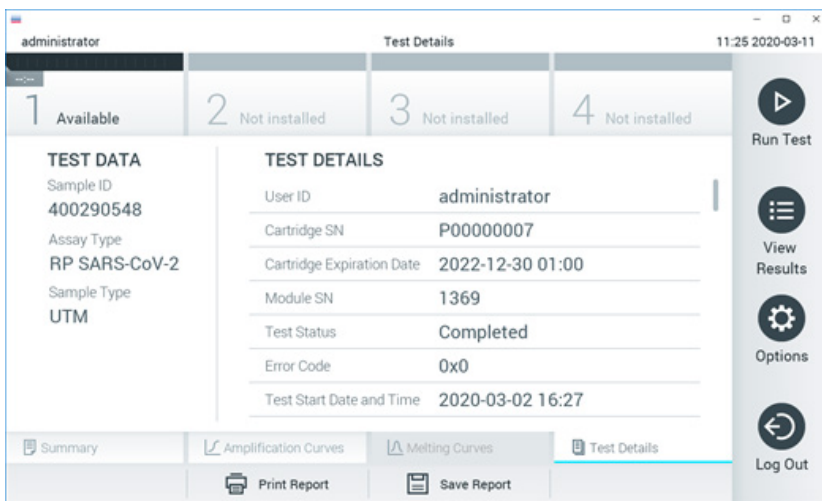 administrator
Test Details
11:25 2020-03-11
--:--
1 Available
2 Not installed
3 Not installed
4 Not installed
Run Test
View
Results
Options
Log Out
TEST DATA
Sample ID
400290548
Assay Type
RP SARS-CoV-2
Sample Type
UTM
TEST DETAILS
User ID administrator
Cartridge SN P00000007
Cartridge Expiration Date 2022-12-30 01:00
Module SN 1369
Test Status Completed
Error Code 0x0
Test Start Date and Time 2020-03-02 16:27
Summary
Amplification Curves
Melting Curves
Test Details
Print Report
Save Report